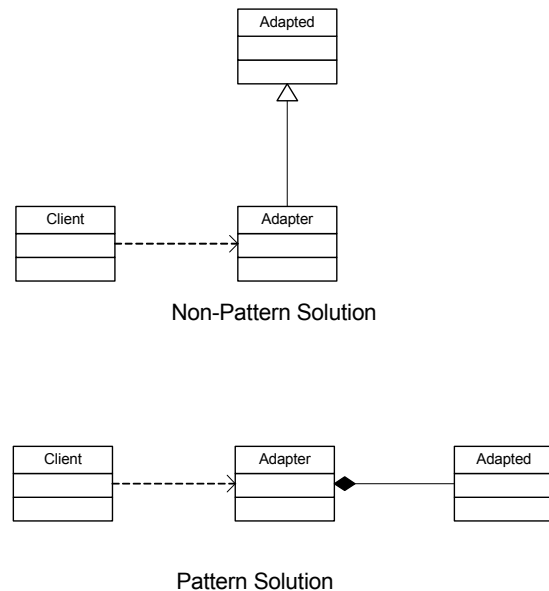 Adapted
Client
Adapter
Non-Pattern Solution
Client
Adapter
Adapted
Pattern Solution